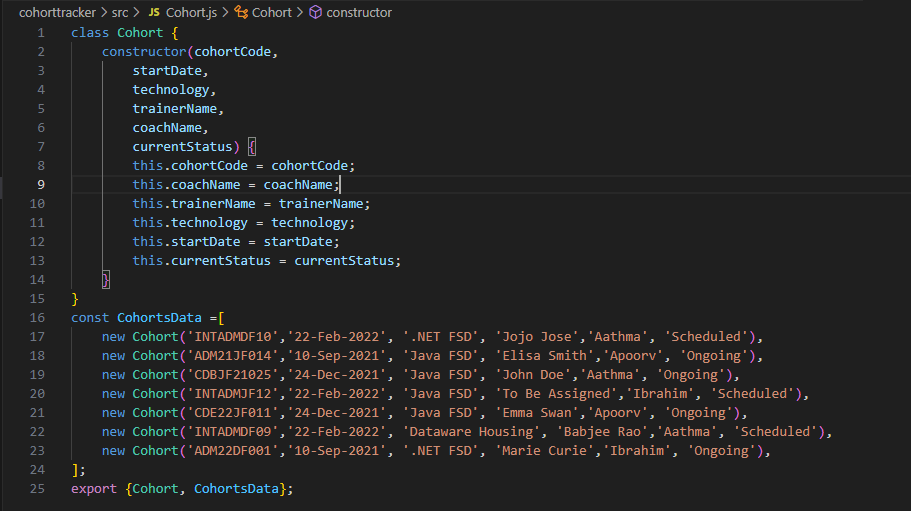 cohorttracker > src > JS Cohort.js > Cohort > constructor
1 class Cohort {
2 constructor(cohortCode,
3 startDate,
4 technology,
5 trainerName,
6 coachName,
7 currentStatus) {
8 this.cohortCode = cohortCode;
9 this.coachName = coachName;
10 this.trainerName = trainerName;
11 this.technology = technology;
12 this.startDate = startDate;
13 this.currentStatus = currentStatus;
14 }
15 }
16 const CohortsData =[
17 new Cohort('INTADMDF10','22-Feb-2022', '.NET FSD', 'Jojo Jose','Aathma', 'Scheduled'),
18 new Cohort('ADM21JF014','10-Sep-2021', 'Java FSD', 'Elisa Smith','Apoorv', 'Ongoing'),
19 new Cohort('CDBJF21025','24-Dec-2021', 'Java FSD', 'John Doe','Aathma', 'Ongoing'),
20 new Cohort('INTADMJF12','22-Feb-2022', 'Java FSD', 'To Be Assigned','Ibrahim', 'Scheduled'),
21 new Cohort('CDE22JF011','24-Dec-2021', 'Java FSD', 'Emma Swan','Apoorv', 'Ongoing'),
22 new Cohort('INTADMDF09','22-Feb-2022', 'Dataware Housing', 'Babjee Rao','Aathma', 'Scheduled'),
23 new Cohort('ADM22DF001','10-Sep-2021', '.NET FSD', 'Marie Curie','Ibrahim', 'Ongoing'),
24 ];
25 export {Cohort, CohortsData};